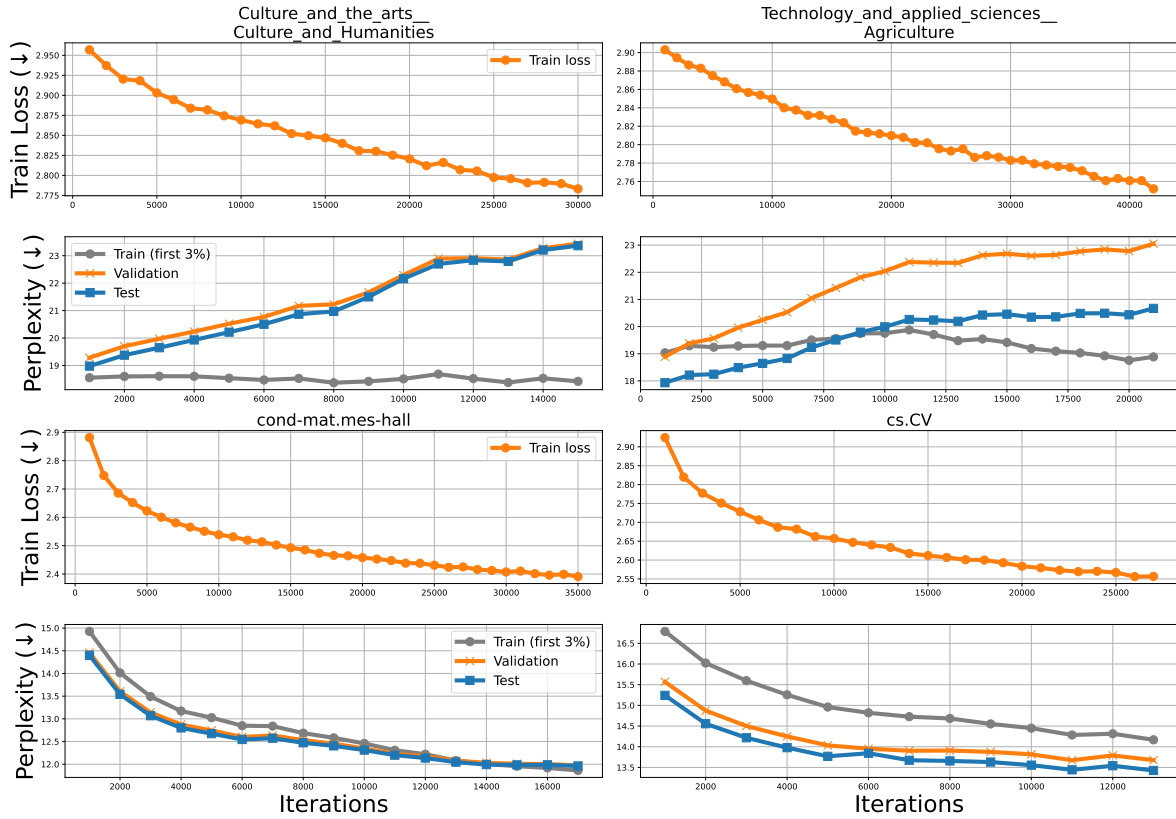 Culture_and_the_arts__
Culture_and_Humanities
Technology_and_applied_sciences__
Agriculture
Train Loss (↓)
2.950
2.925
2.900
2.875
2.850
2.825
2.800
2.775
Train loss
0 5000 10000 15000 20000 25000 30000
2.90
2.88
2.86
2.84
2.82
2.80
2.78
2.76
0 10000 20000 30000 40000
Perplexity (↓)
23
22
21
20
19
Train (first 3%)
Validation
Test
2000 4000 6000 8000 10000 12000 14000
23
22
21
20
19
18
0 2500 5000 7500 10000 12500 15000 17500 20000
cond-mat.mes-hall
cs.CV
Train Loss (↓)
2.9
2.8
2.7
2.6
2.5
2.4
Train loss
0 5000 10000 15000 20000 25000 30000 35000
2.90
2.85
2.80
2.75
2.70
2.65
2.60
2.55
0 5000 10000 15000 20000 25000
Perplexity (↓)
15.0
14.5
14.0
13.5
13.0
12.5
12.0
Train (first 3%)
Validation
Test
2000 4000 6000 8000 10000 12000 14000 16000
16.5
16.0
15.5
15.0
14.5
14.0
13.5
2000 4000 6000 8000 10000 12000
Iterations
Iterations